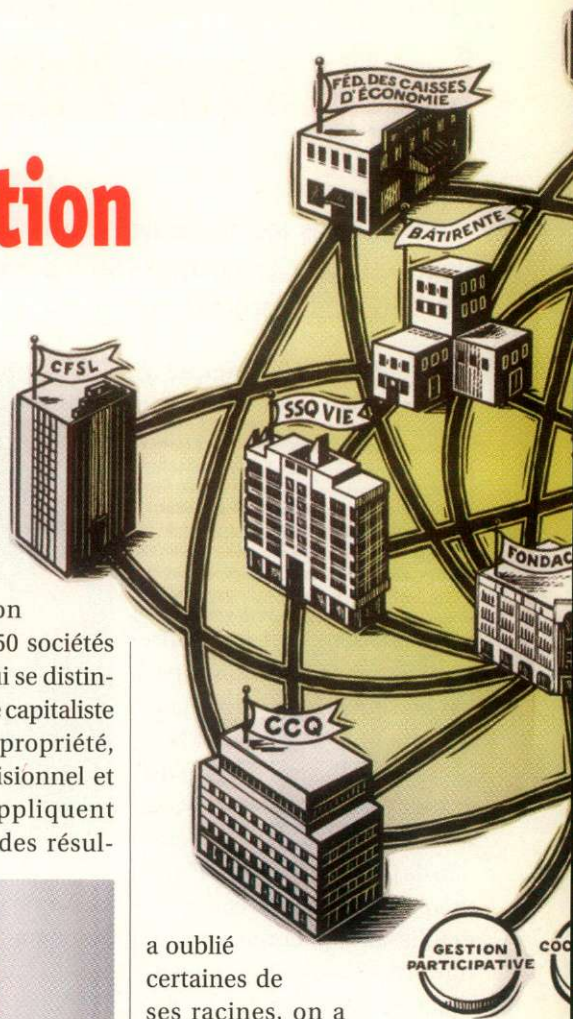 tion
FÉD. DES CAISSES
D'ÉCONOMIE
BÂTIRENTE
CFSL
SSQ VIE
FONDAC
on
50 sociétés
ui se distin-
e capitaliste
propriété,
isionnel et
ppliquent
des résul-
CCQ
a oublié
certaines de
ses racines, on a
GESTION
PARTICIPATIVE
COC